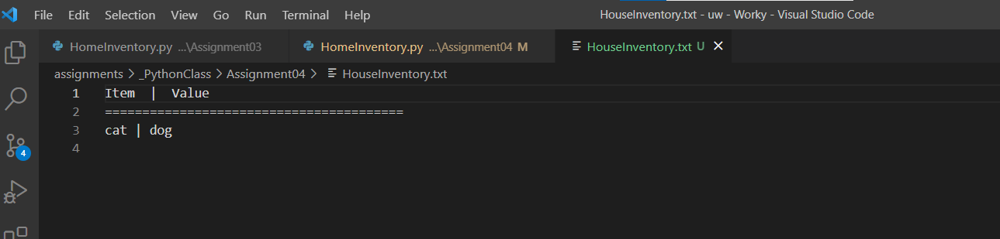 File Edit Selection View Go Run Terminal Help HouseInventory.txt - uw - Worky - Visual Studio Code
HomeInventory.py ...\Assignment03 HomeInventory.py ...\Assignment04 M HouseInventory.txt U
assignments > _PythonClass > Assignment04 > HouseInventory.txt
1 Item | Value
2 ========================================
3 cat | dog
4
4